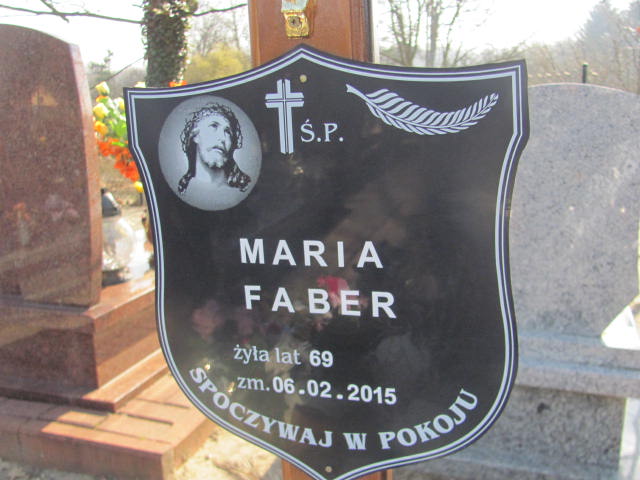 Ś.P.
MARIA
FABER
żyła lat 69
zm. 06.02.2015
SPOCZYWAJ W POKOJU